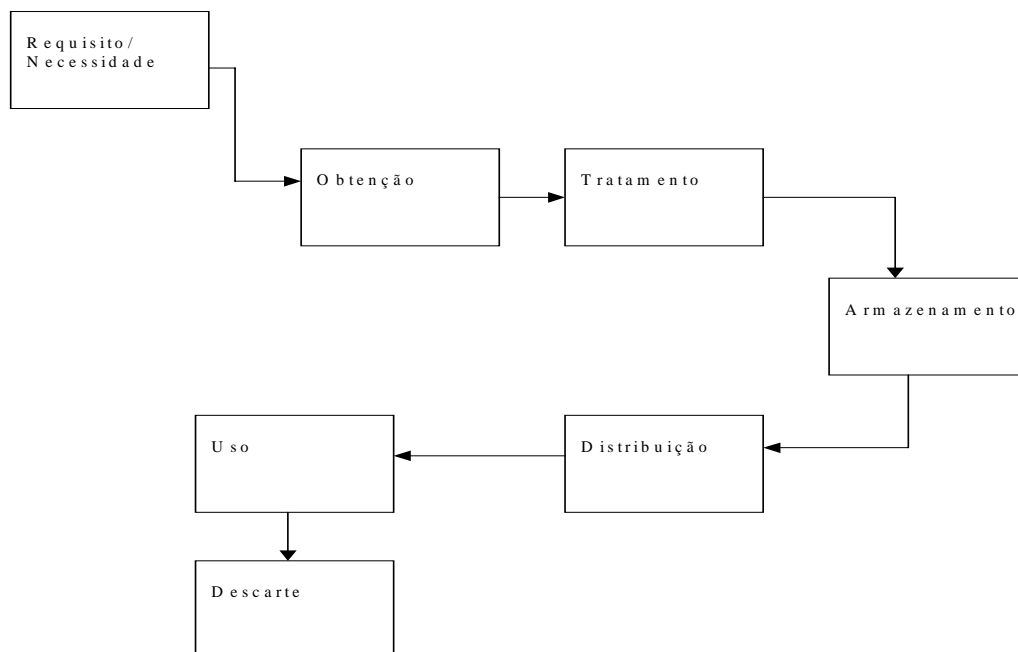 Requisito/
Necessidade
Obtenção
Tratamento
Armazenamento
Distribuição
Uso
Descarte